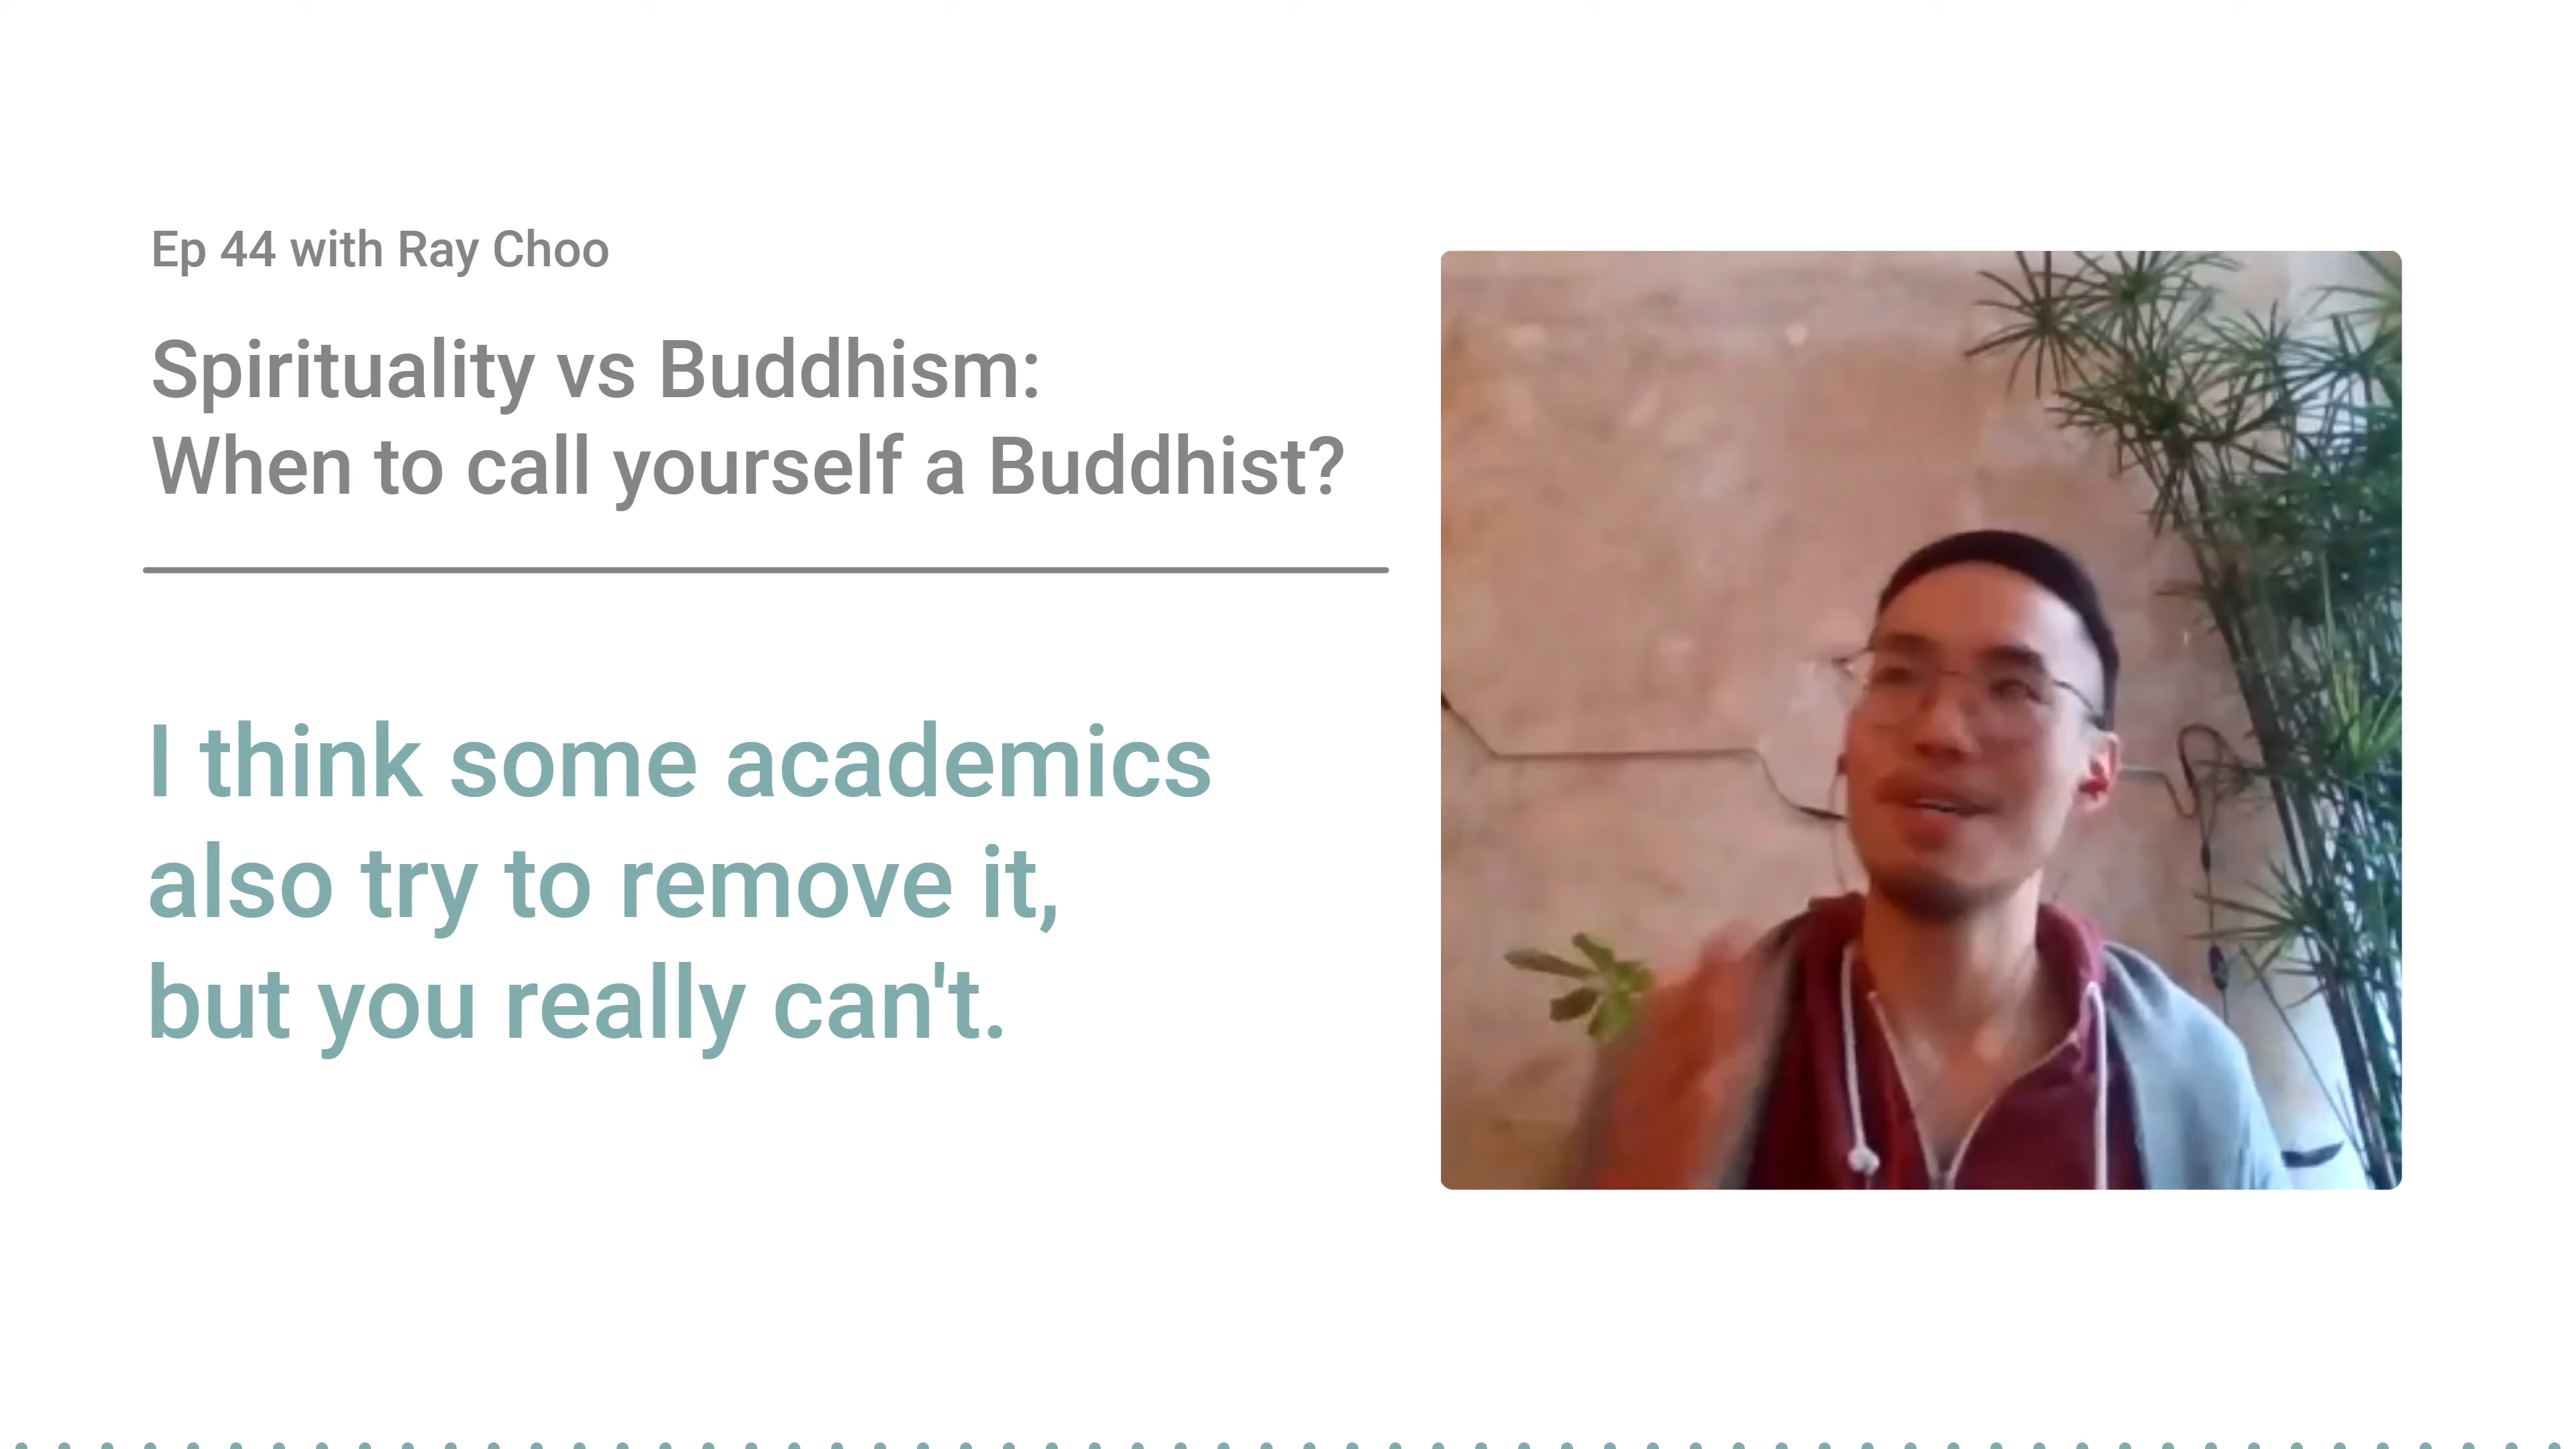 Ep 44 with Ray Choo
Spirituality vs Buddhism:
When to call yourself a Buddhist?
I think some academics
also try to remove it,
but you really can't.